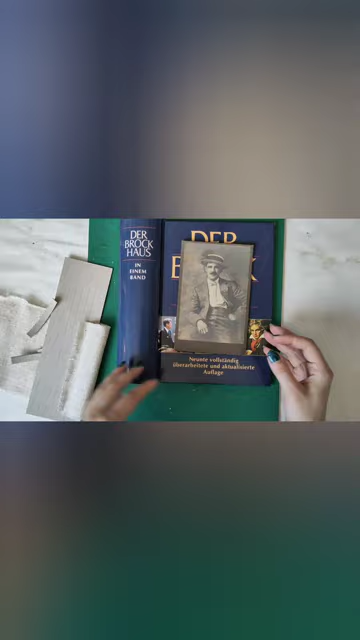 DER
BROCK
HAUS
IN
EINEM
BAND
DER
Neunte vollständig
überarbeitete und aktualisierte
Auflage